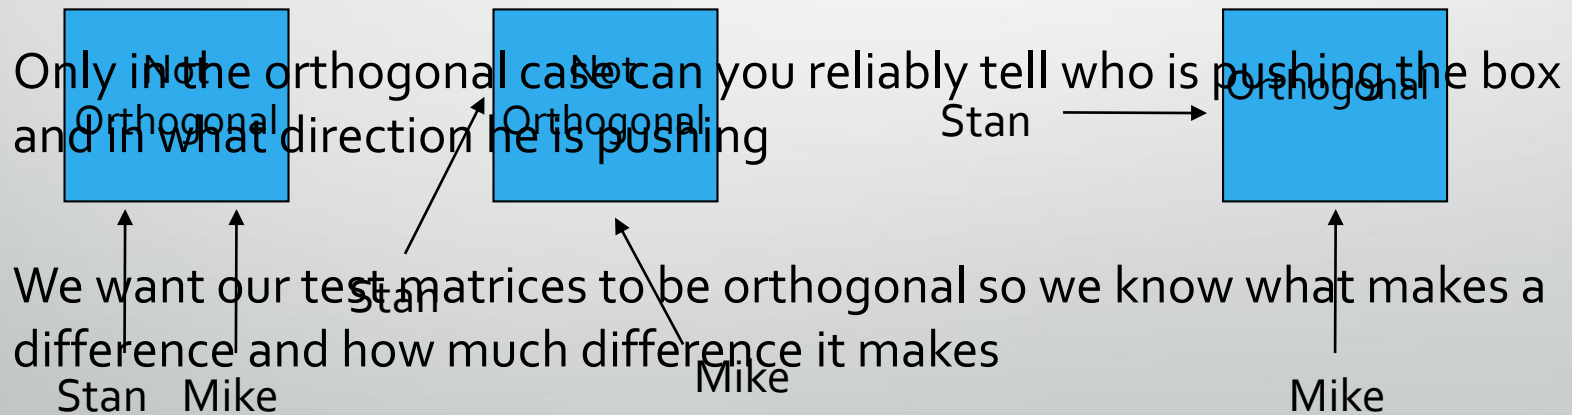 Only in the orthogonal case can you reliably tell who is pushing the box
and in what direction he is pushing
We want our test matrices to be orthogonal so we know what makes a
difference and how much difference it makes
Not
Orthogonal
Stan
Mike
Not
Orthogonal
Stan
Mike
Orthogonal
Stan
Mike